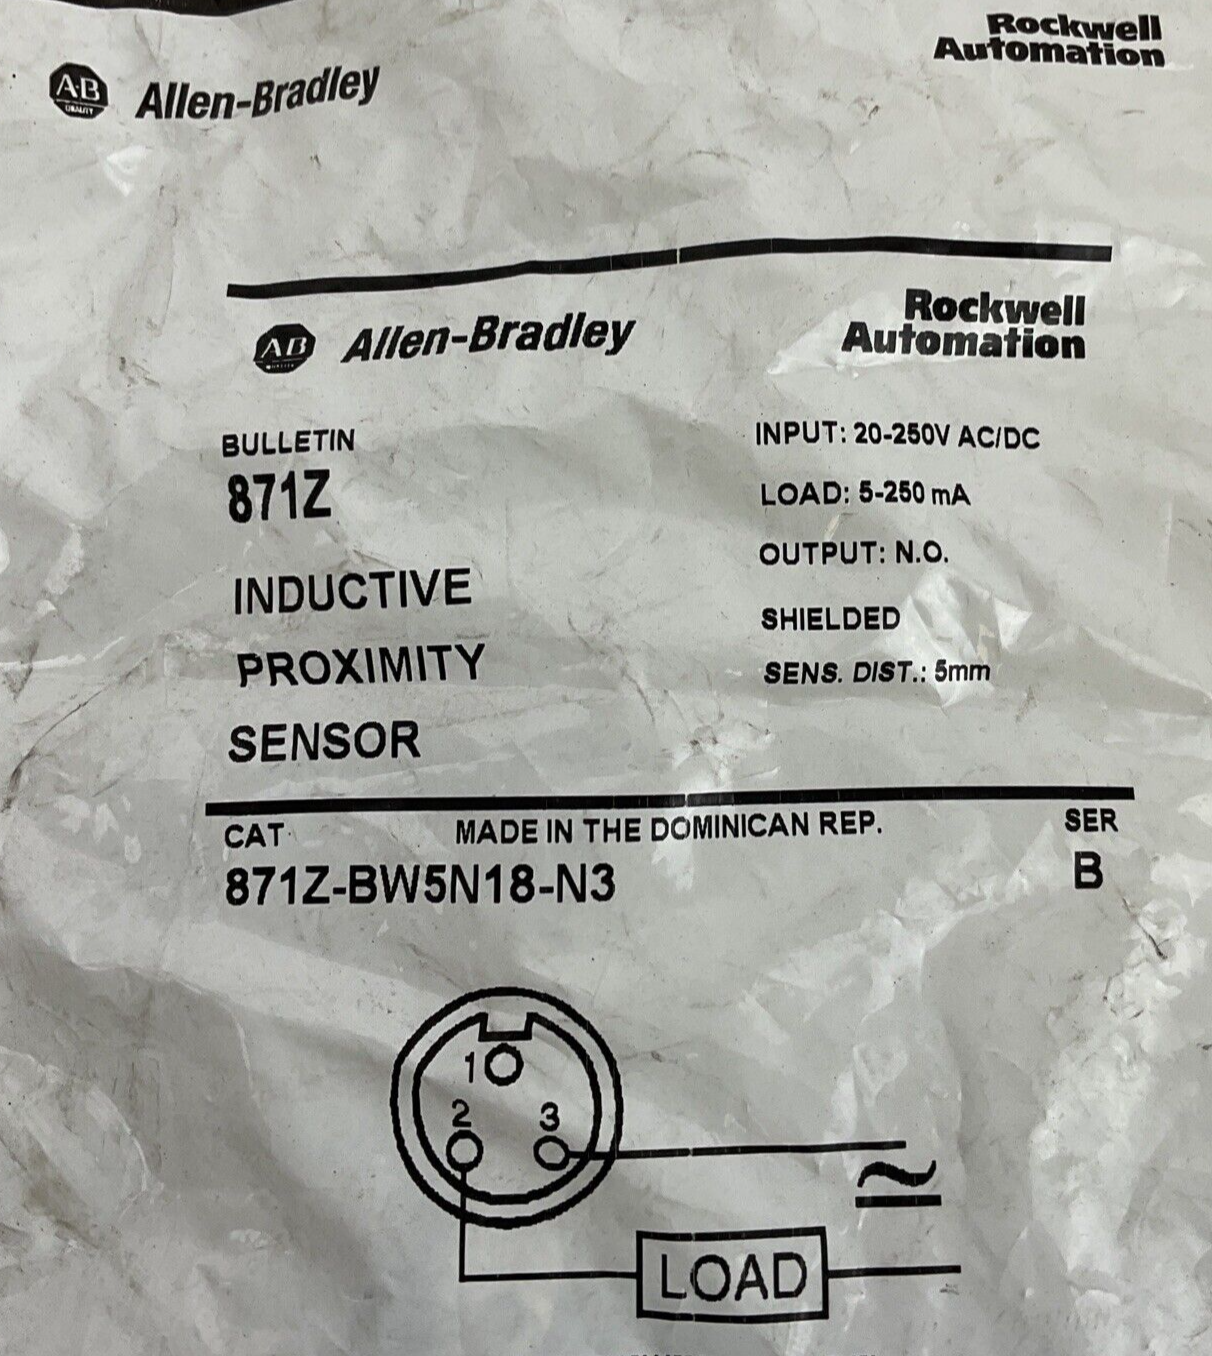 Rockwell
Automation
AB
QUALITY
Allen-Bradley
AB
Allen-Bradley
Rockwell
Automation
BULLETIN
871Z
INDUCTIVE
PROXIMITY
SENSOR
INPUT: 20-250V AC/DC
LOAD: 5-250 mA
OUTPUT: N.O.
SHIELDED
SENS. DIST.: 5mm
CAT
MADE IN THE DOMINICAN REP.
SER
871Z-BW5N18-N3
B
1
2
3
LOAD